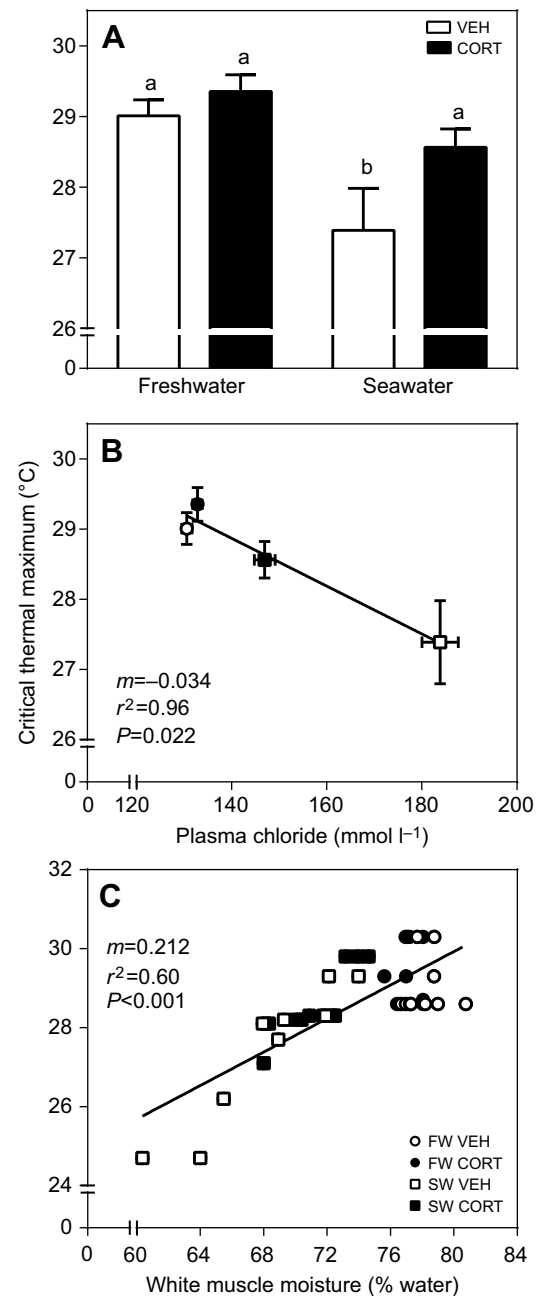 A
VEH
CORT
30
29
28
27
26
0
a
a
b
a
Freshwater
Seawater
Critical thermal maximum (°C)
B
30
29
28
27
26
0
m=–0.034
r2=0.96
P=0.022
0 120 140 160 180 200
Plasma chloride (mmol l–1)
C
32
30
28
26
24
0
m=0.212
r2=0.60
P<0.001
FW VEH
FW CORT
SW VEH
SW CORT
0 60 64 68 72 76 80 84
White muscle moisture (% water)